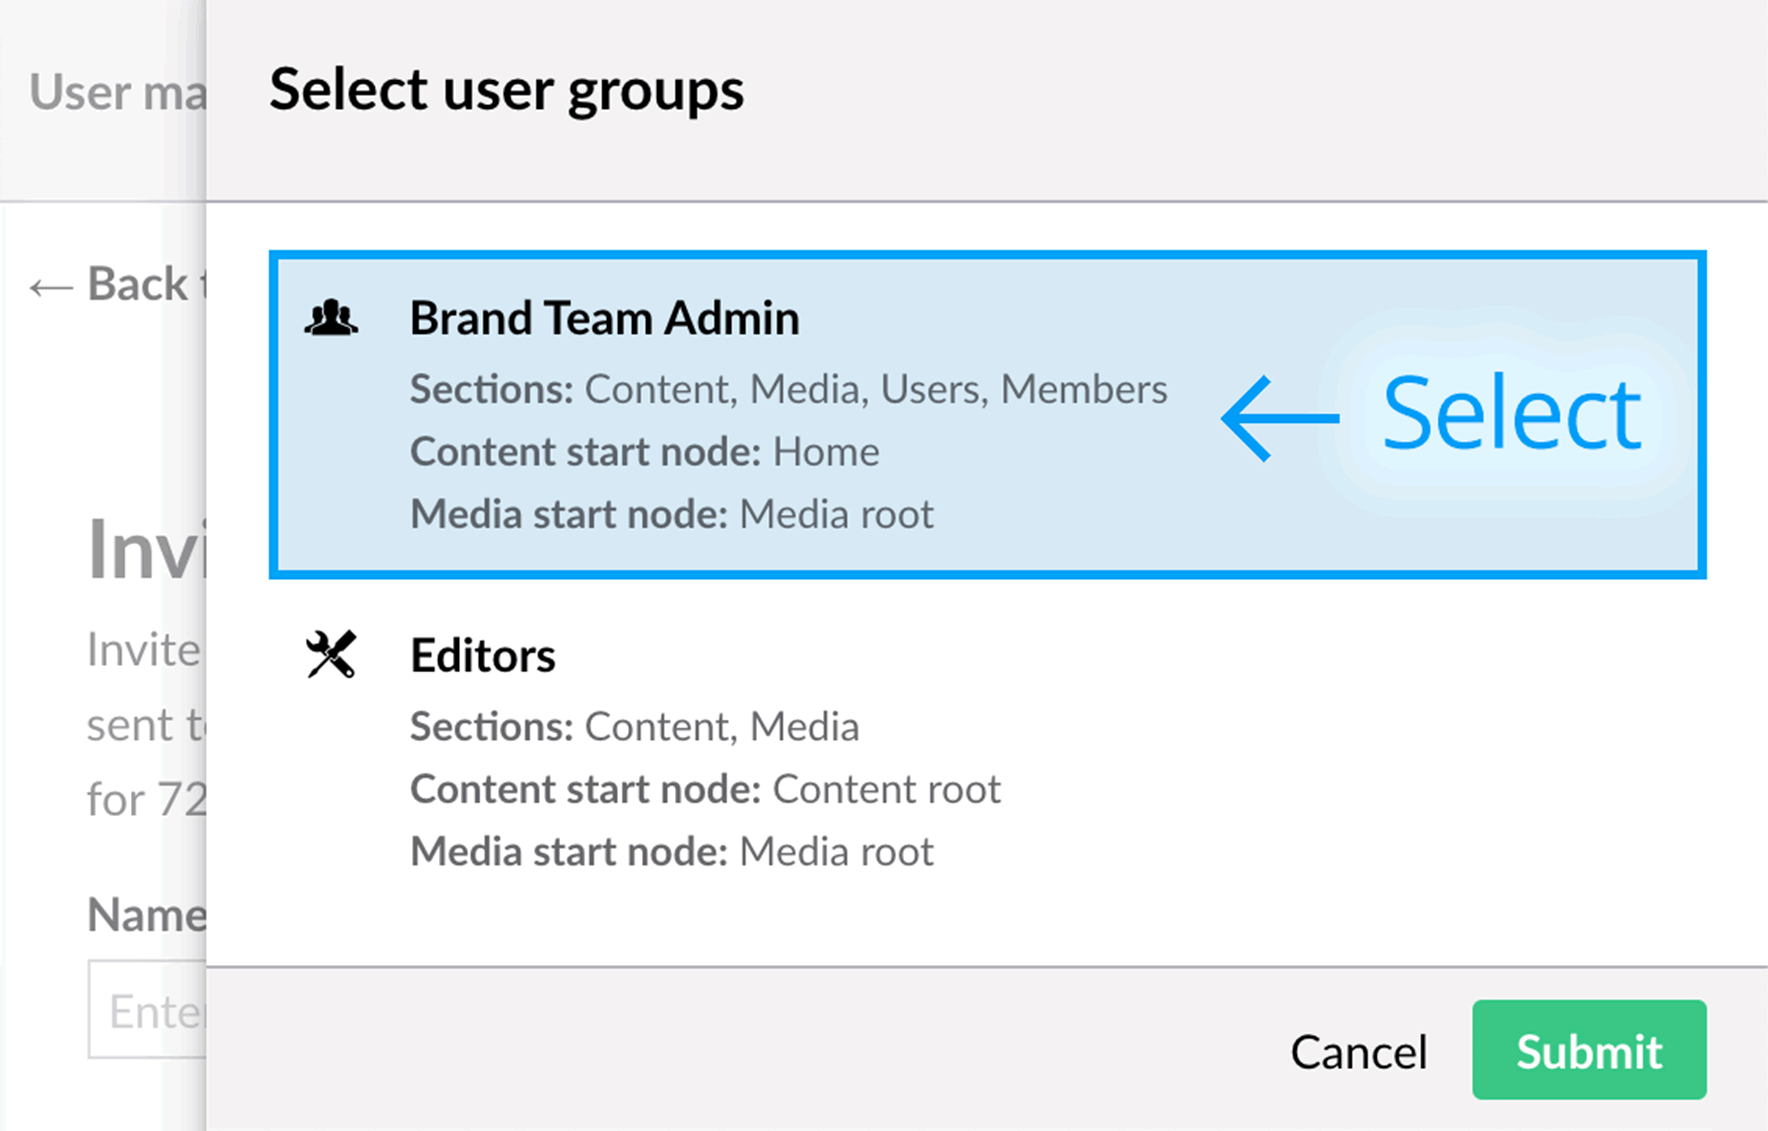 User ma
Select user groups
← Back t
Brand Team Admin
Sections: Content, Media, Users, Members
Content start node: Home
Media start node: Media root
← Select
Invi
Invite
sent to
for 72
Editors
Sections: Content, Media
Content start node: Content root
Media start node: Media root
Name
Enter
Cancel
Submit